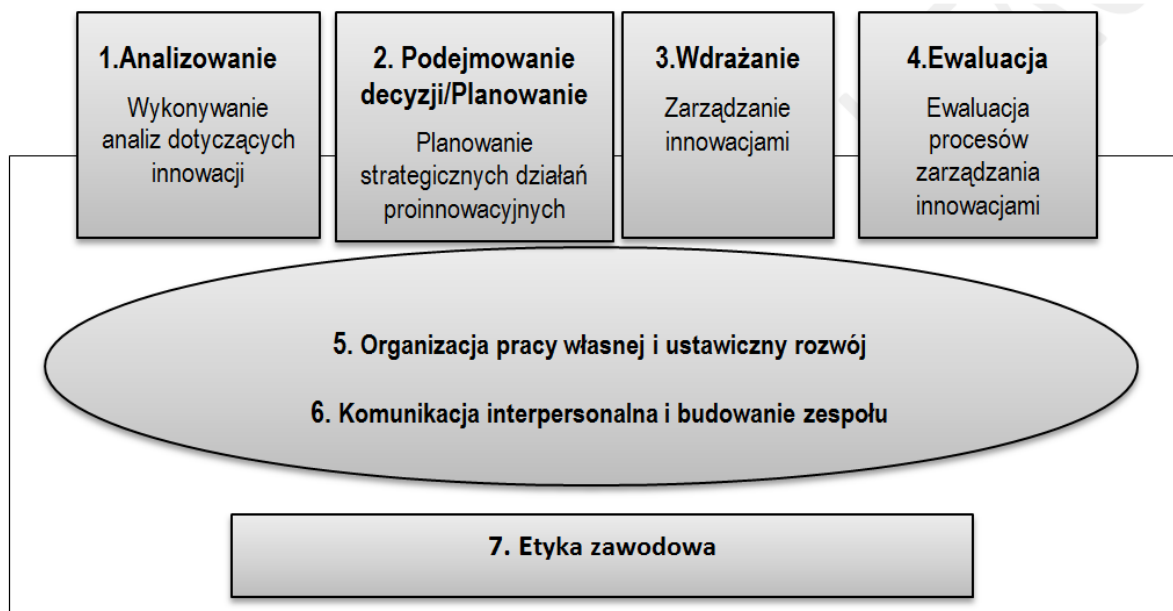 1.Analizowanie
Wykonywanie
analiz dotyczących
innowacji
2. Podejmowanie
decyzji/Planowanie
Planowanie
strategicznych działań
proinnowacyjnych
3.Wdrażanie
Zarządzanie
innowacjami
4.Ewaluacja
Ewaluacja
procesów
zarządzania
innowacjami
5. Organizacja pracy własnej i ustawiczny rozwój
6. Komunikacja interpersonalna i budowanie zespołu
7. Etyka zawodowa